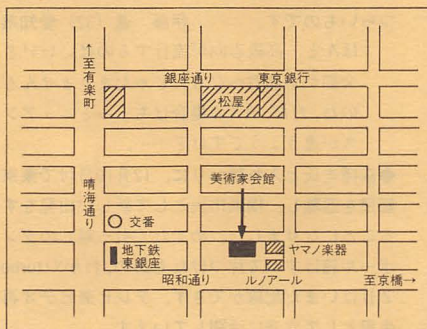 至有楽町
銀座通り
東京銀行
松屋
美術家会館
晴海通り
交番
地下鉄
東銀座
ヤマノ楽器
昭和通り
ルノアール
至京橋→